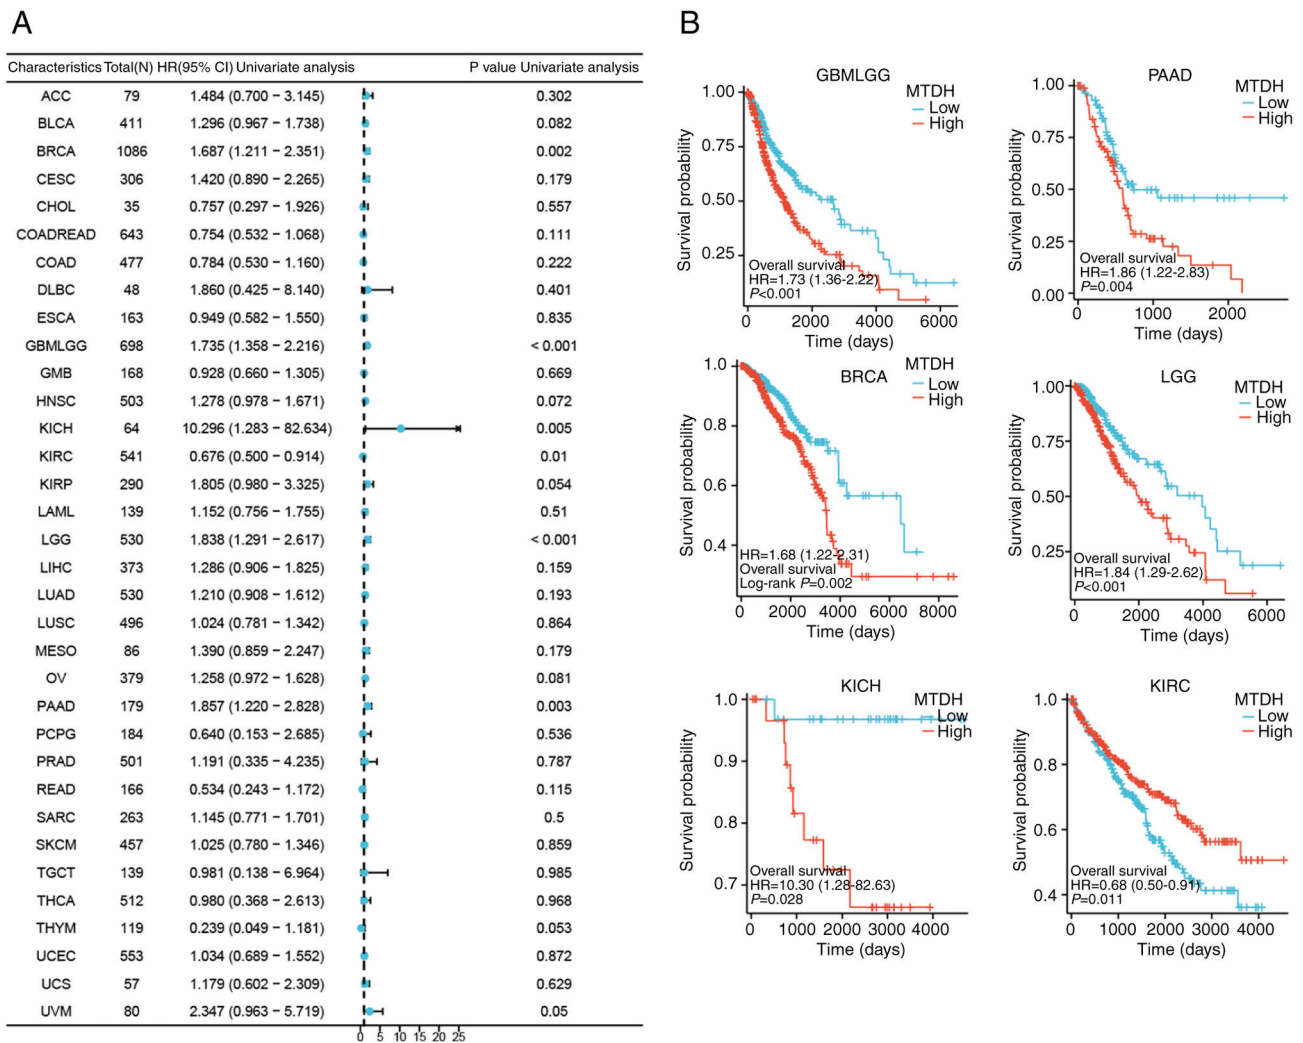 A
Characteristics Total(N) HR(95% CI) Univariate analysis P value Univariate analysis
ACC 79 1.484 (0.700 − 3.145) 0.302
BLCA 411 1.296 (0.967 − 1.738) 0.082
BRCA 1086 1.687 (1.211 − 2.351) 0.002
CESC 306 1.420 (0.890 − 2.265) 0.179
CHOL 35 0.757 (0.297 − 1.926) 0.557
COADREAD 643 0.754 (0.532 − 1.068) 0.111
COAD 477 0.784 (0.530 − 1.160) 0.222
DLBC 48 1.860 (0.425 − 8.140) 0.401
ESCA 163 0.949 (0.582 − 1.550) 0.835
GBMLGG 698 1.735 (1.358 − 2.216) < 0.001
GMB 168 0.928 (0.660 − 1.305) 0.669
HNSC 503 1.278 (0.978 − 1.671) 0.072
KICH 64 10.296 (1.283 − 82.634) 0.005
KIRC 541 0.676 (0.500 − 0.914) 0.01
KIRP 290 1.805 (0.980 − 3.325) 0.054
LAML 139 1.152 (0.756 − 1.755) 0.51
LGG 530 1.838 (1.291 − 2.617) < 0.001
LIHC 373 1.286 (0.906 − 1.825) 0.159
LUAD 530 1.210 (0.908 − 1.612) 0.193
LUSC 496 1.024 (0.781 − 1.342) 0.864
MESO 86 1.390 (0.859 − 2.247) 0.179
OV 379 1.258 (0.972 − 1.628) 0.081
PAAD 179 1.857 (1.220 − 2.828) 0.003
PCPG 184 0.640 (0.153 − 2.685) 0.536
PRAD 501 1.191 (0.335 − 4.235) 0.787
READ 166 0.534 (0.243 − 1.172) 0.115
SARC 263 1.145 (0.771 − 1.701) 0.5
SKCM 457 1.025 (0.780 − 1.346) 0.859
TGCT 139 0.981 (0.138 − 6.964) 0.985
THCA 512 0.980 (0.368 − 2.613) 0.968
THYM 119 0.239 (0.049 − 1.181) 0.053
UCEC 553 1.034 (0.689 − 1.552) 0.872
UCS 57 1.179 (0.602 − 2.309) 0.629
UVM 80 2.347 (0.963 − 5.719) 0.05
0 5 10 15 20 25
B
GBMLGG
MTDH
Low
High
Survival probability
1.00
0.75
0.50
0.25
Overall survival
HR=1.73 (1.36-2.22)
P<0.001
0 2000 4000 6000
Time (days)
PAAD
MTDH
Low
High
Survival probability
1.00
0.75
0.50
0.25
0.00
Overall survival
HR=1.86 (1.22-2.83)
P=0.004
0 1000 2000
Time (days)
BRCA
MTDH
Low
High
Survival probability
1.0
0.8
0.6
0.4
HR=1.68 (1.22-2.31)
Overall survival
Log-rank P=0.002
0 2000 4000 6000 8000
Time (days)
LGG
MTDH
Low
High
Survival probability
1.00
0.75
0.50
0.25
Overall survival
HR=1.84 (1.29-2.62)
P<0.001
0 2000 4000 6000
Time (days)
KICH
MTDH
Low
High
Survival probability
1.0
0.9
0.8
0.7
Overall survival
HR=10.30 (1.28-82.63)
P=0.028
0 1000 2000 3000 4000
Time (days)
KIRC
MTDH
Low
High
Survival probability
1.0
0.8
0.6
0.4
Overall survival
HR=0.68 (0.50-0.91)
P=0.011
0 1000 2000 3000 4000
Time (days)